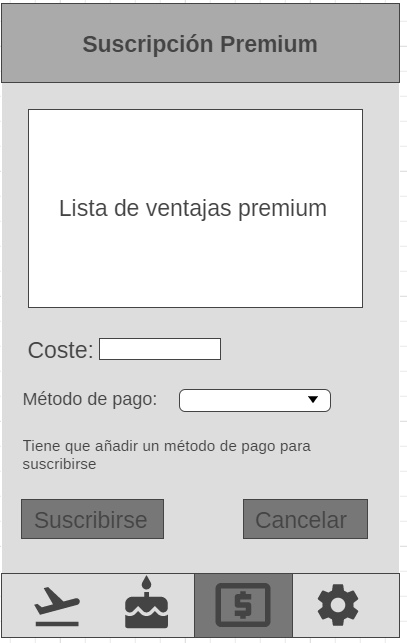 Suscripción Premium
Lista de ventajas premium
Coste:
Método de pago:
Tiene que añadir un método de pago para
suscribirse
Suscribirse Cancelar
$